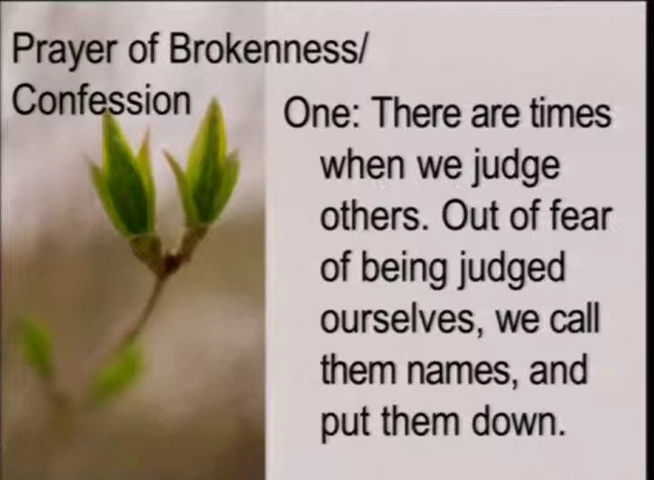 Prayer of Brokenness/
Confession
One: There are times
when we judge
others. Out of fear
of being judged
ourselves, we call
them names, and
put them down.